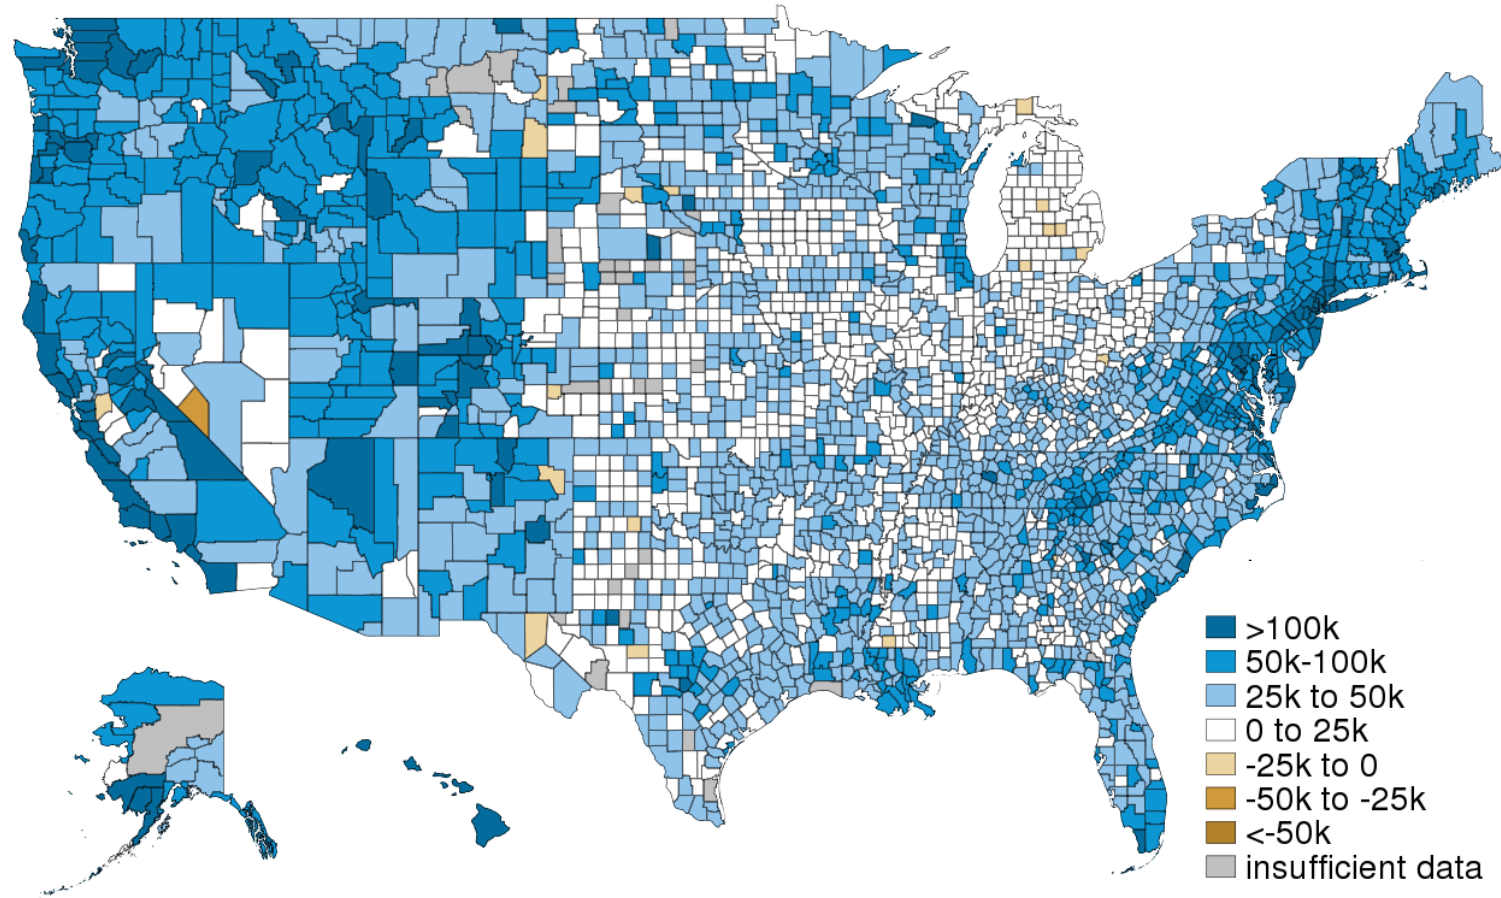 >100k
50k-100k
25k to 50k
0 to 25k
-25k to 0
-50k to -25k
<-50k
insufficient data